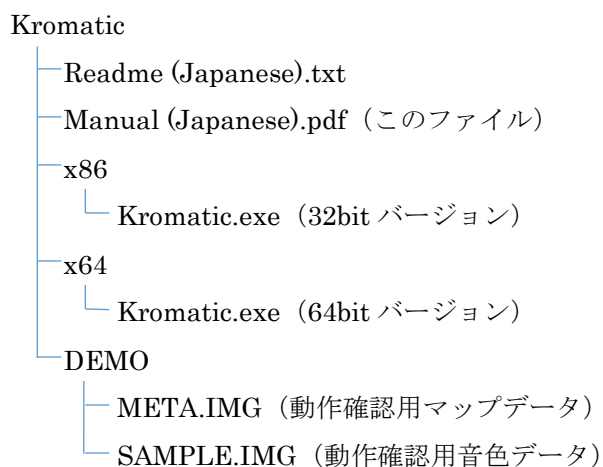 Kromatic
Readme (Japanese).txt
Manual (Japanese).pdf（このファイル）
x86
Kromatic.exe（32bit バージョン）
x64
Kromatic.exe（64bit バージョン）
DEMO
META.IMG（動作確認用マップデータ）
SAMPLE.IMG（動作確認用音色データ）